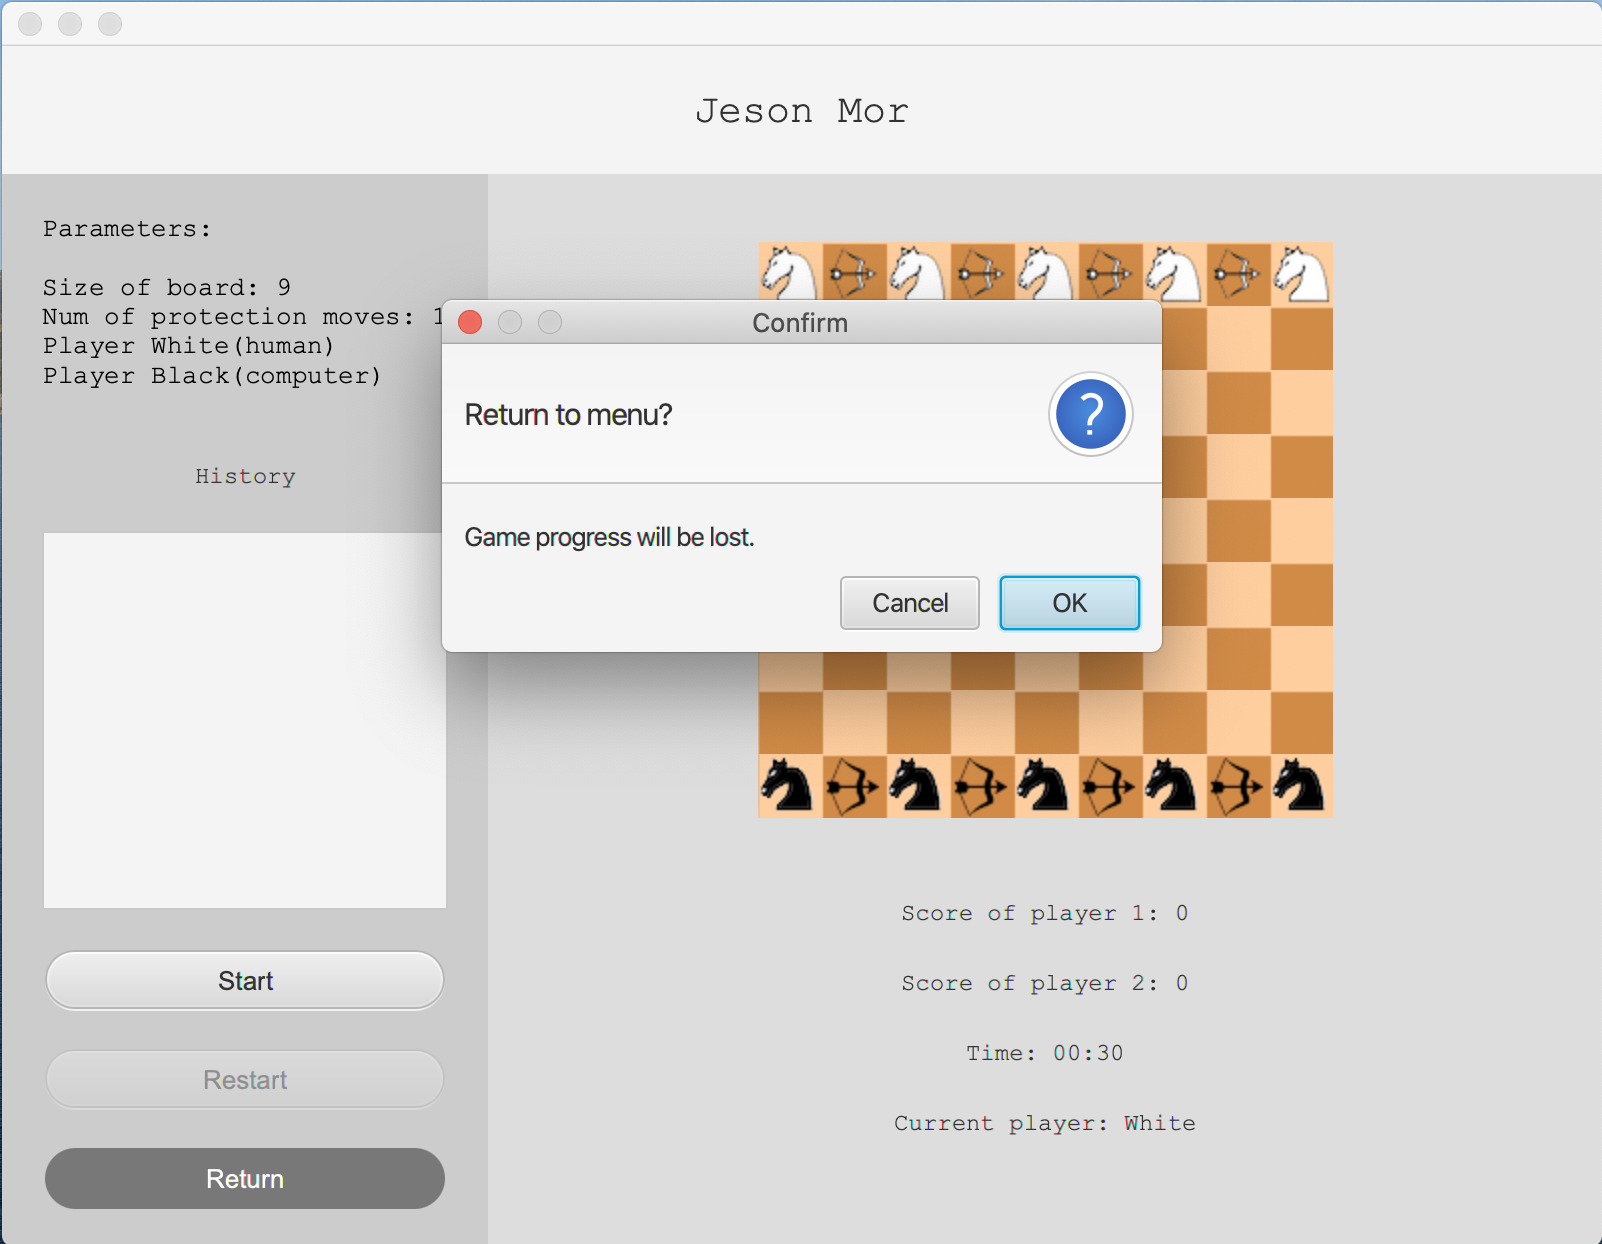 Jeson Mor
Parameters:
Size of board: 9
Num of protection moves: 1
Player White(human)
Player Black(computer)
History
Start
Restart
Return
Confirm
Return to menu?
?
Game progress will be lost.
Cancel
OK
Score of player 1: 0
Score of player 2: 0
Time: 00:30
Current player: White